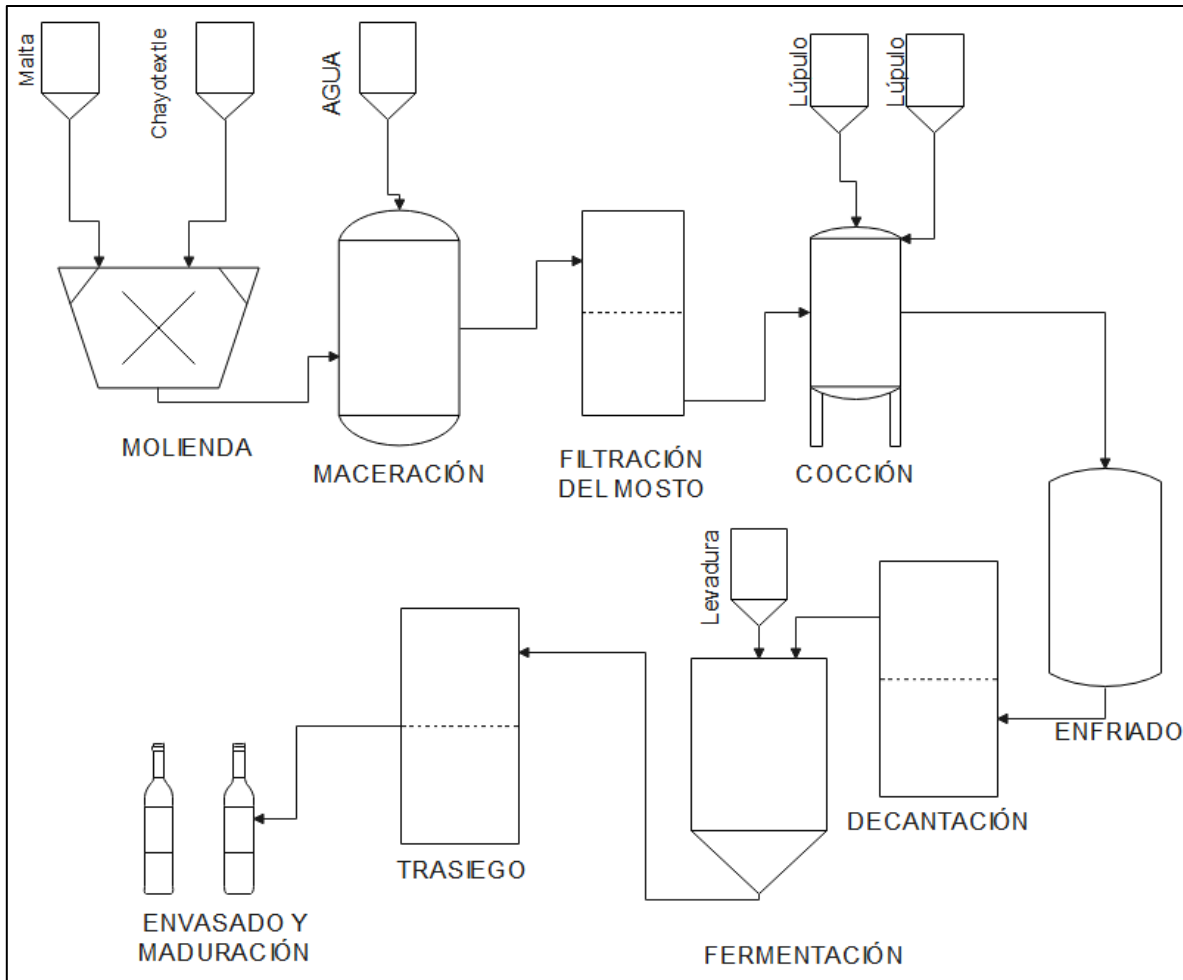 Malta
Chayotextle
AGUA
Lúpulo
Lúpulo
MOLIENDA
MACERACIÓN
FILTRACIÓN
DEL MOSTO
COCCIÓN
Levadura
ENFRIADO
DECANTACIÓN
TRASIEGO
ENVASADO Y
MADURACIÓN
FERMENTACIÓN